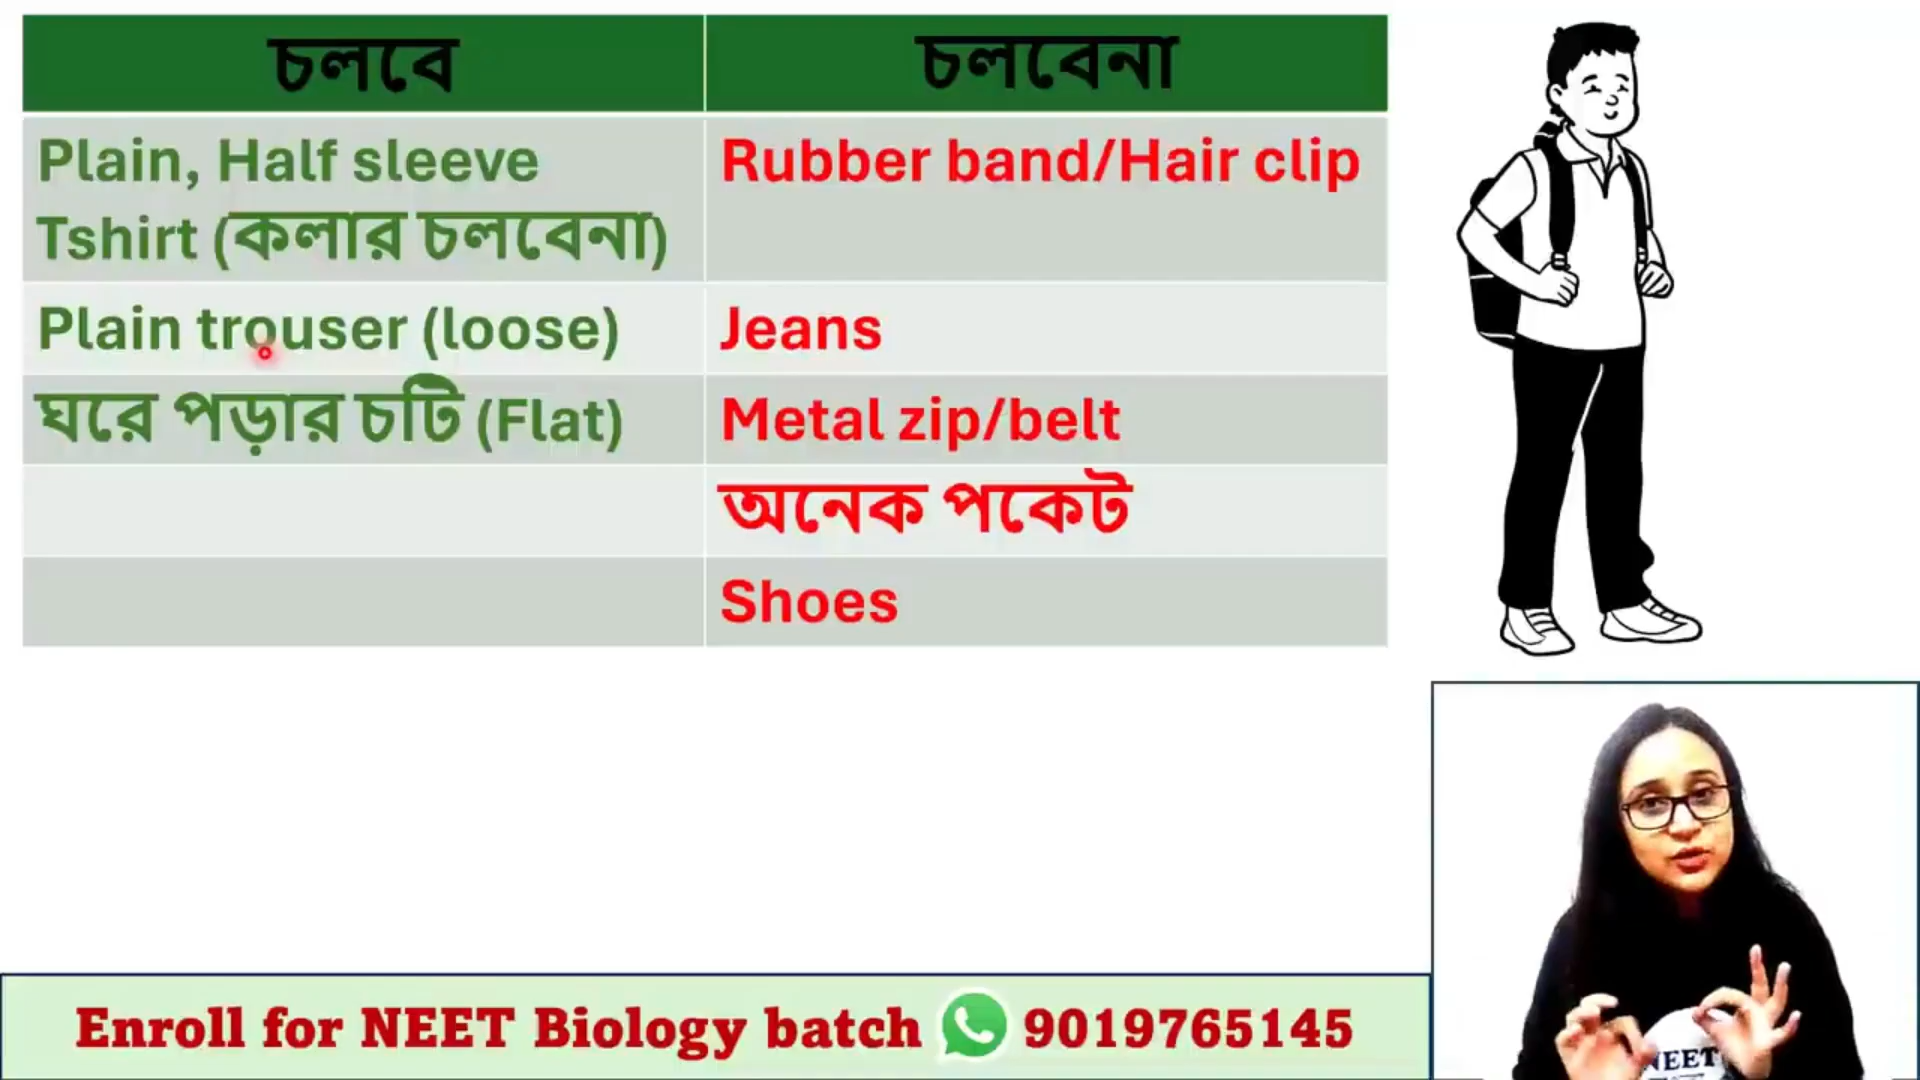 চলবে
চলবেনা
Plain, Half sleeve
Tshirt (কলার চলবেনা)
Rubber band/Hair clip
Plain trouser (loose)
Jeans
ঘরে পড়ার চটি (Flat)
Metal zip/belt
অনেক পকেট
Shoes
Enroll for NEET Biology batch 9019765145
NEET